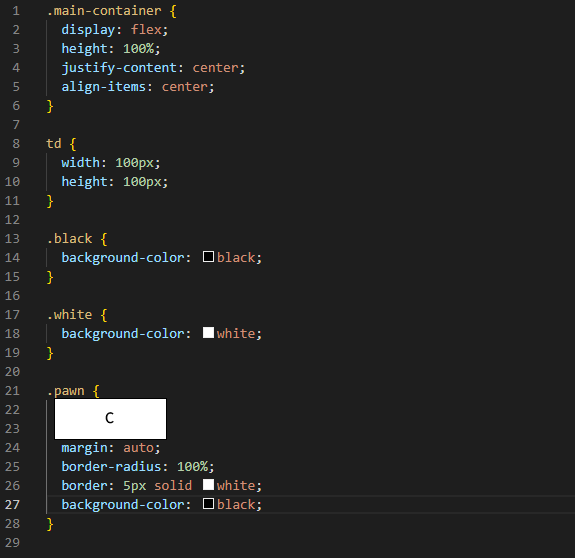 1 .main-container {
2 display: flex;
3 height: 100%;
4 justify-content: center;
5 align-items: center;
6 }
7
8 td {
9 width: 100px;
10 height: 100px;
11 }
12
13 .black {
14 background-color: black;
15 }
16
17 .white {
18 background-color: white;
19 }
20
21 .pawn {
22
C
23
24 margin: auto;
25 border-radius: 100%;
26 border: 5px solid white;
27 background-color: black;
28 }
29